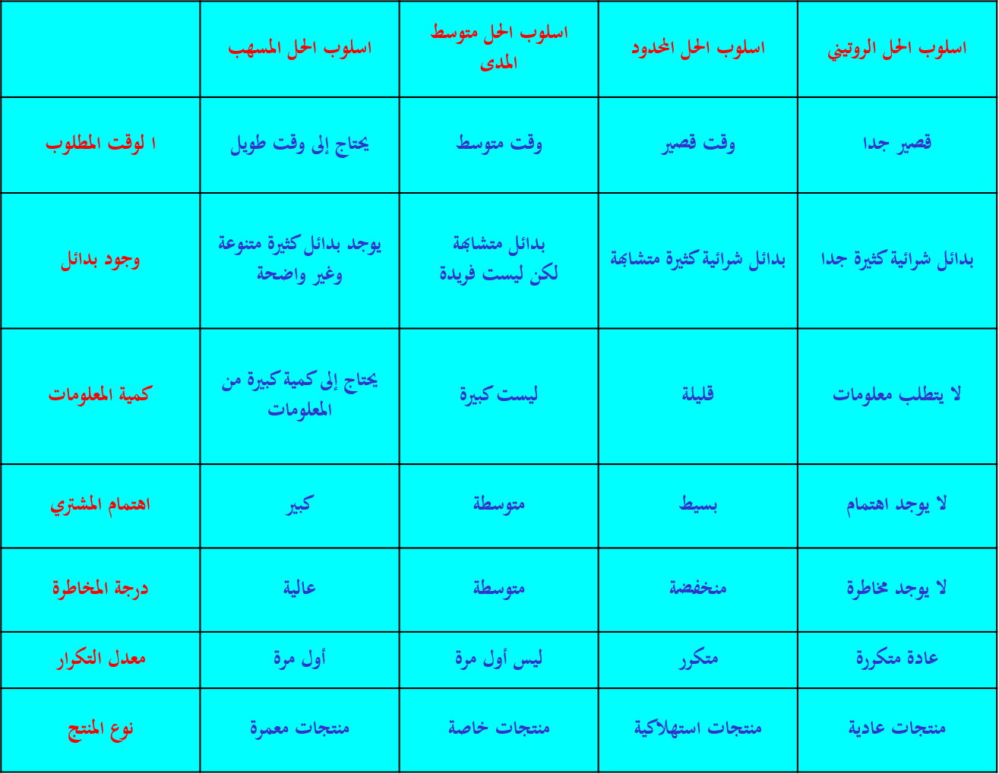 اسلوب الحل الروتيني
اسلوب الحل المحدود
اسلوب الحل متوسط
المدى
اسلوب الحل المسهب
قصير جدا
وقت قصير
وقت متوسط
يحتاج إلى وقت طويل
ا لوقت المطلوب
بدائل شرائية كثيرة جدا
بدائل شرائية كثيرة متشابهة
بدائل متشابهة
لكن ليست فريدة
يوجد بدائل كثيرة متنوعة
وغير واضحة
وجود بدائل
لا يتطلب معلومات
قليلة
ليست كبيرة
يحتاج إلى كمية كبيرة من
المعلومات
كمية المعلومات
لا يوجد اهتمام
بسيط
متوسطة
كبير
اهتمام المشتري
لا يوجد مخاطرة
منخفضة
متوسطة
عالية
درجة المخاطرة
عادة متكررة
متكرر
ليس أول مرة
أول مرة
معدل التكرار
منتجات عادية
منتجات استهلاكية
منتجات خاصة
منتجات معمرة
نوع المنتج